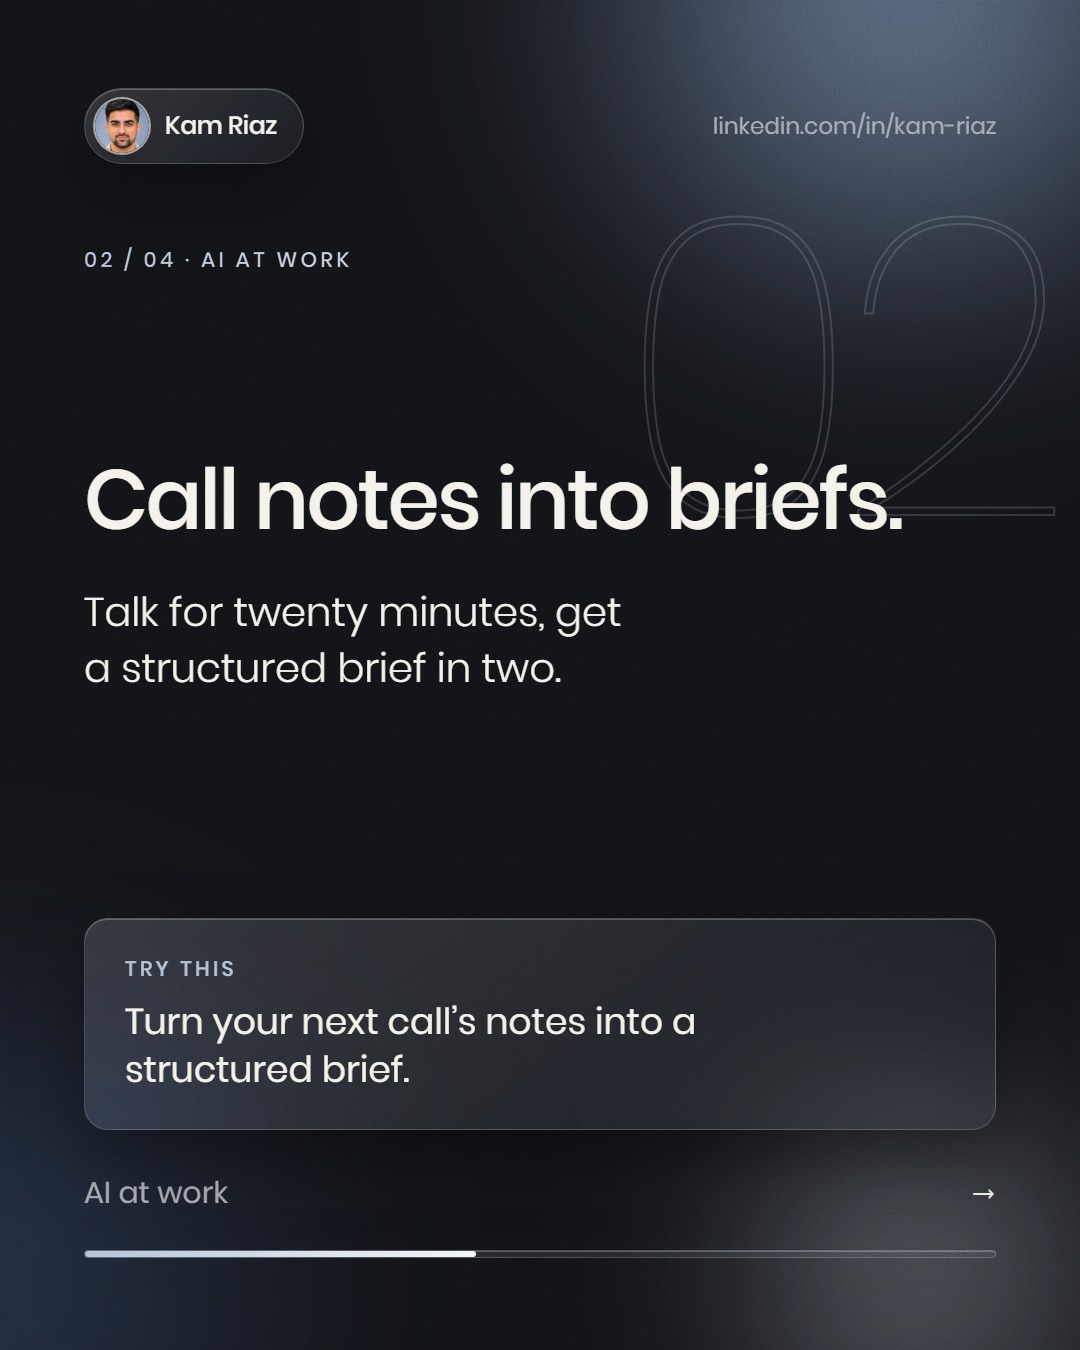 Kam Riaz
linkedin.com/in/kam-riaz
02 / 04 · AI AT WORK
02
Call notes into briefs.
Talk for twenty minutes, get
a structured brief in two.
TRY THIS
Turn your next call’s notes into a
structured brief.
AI at work
→